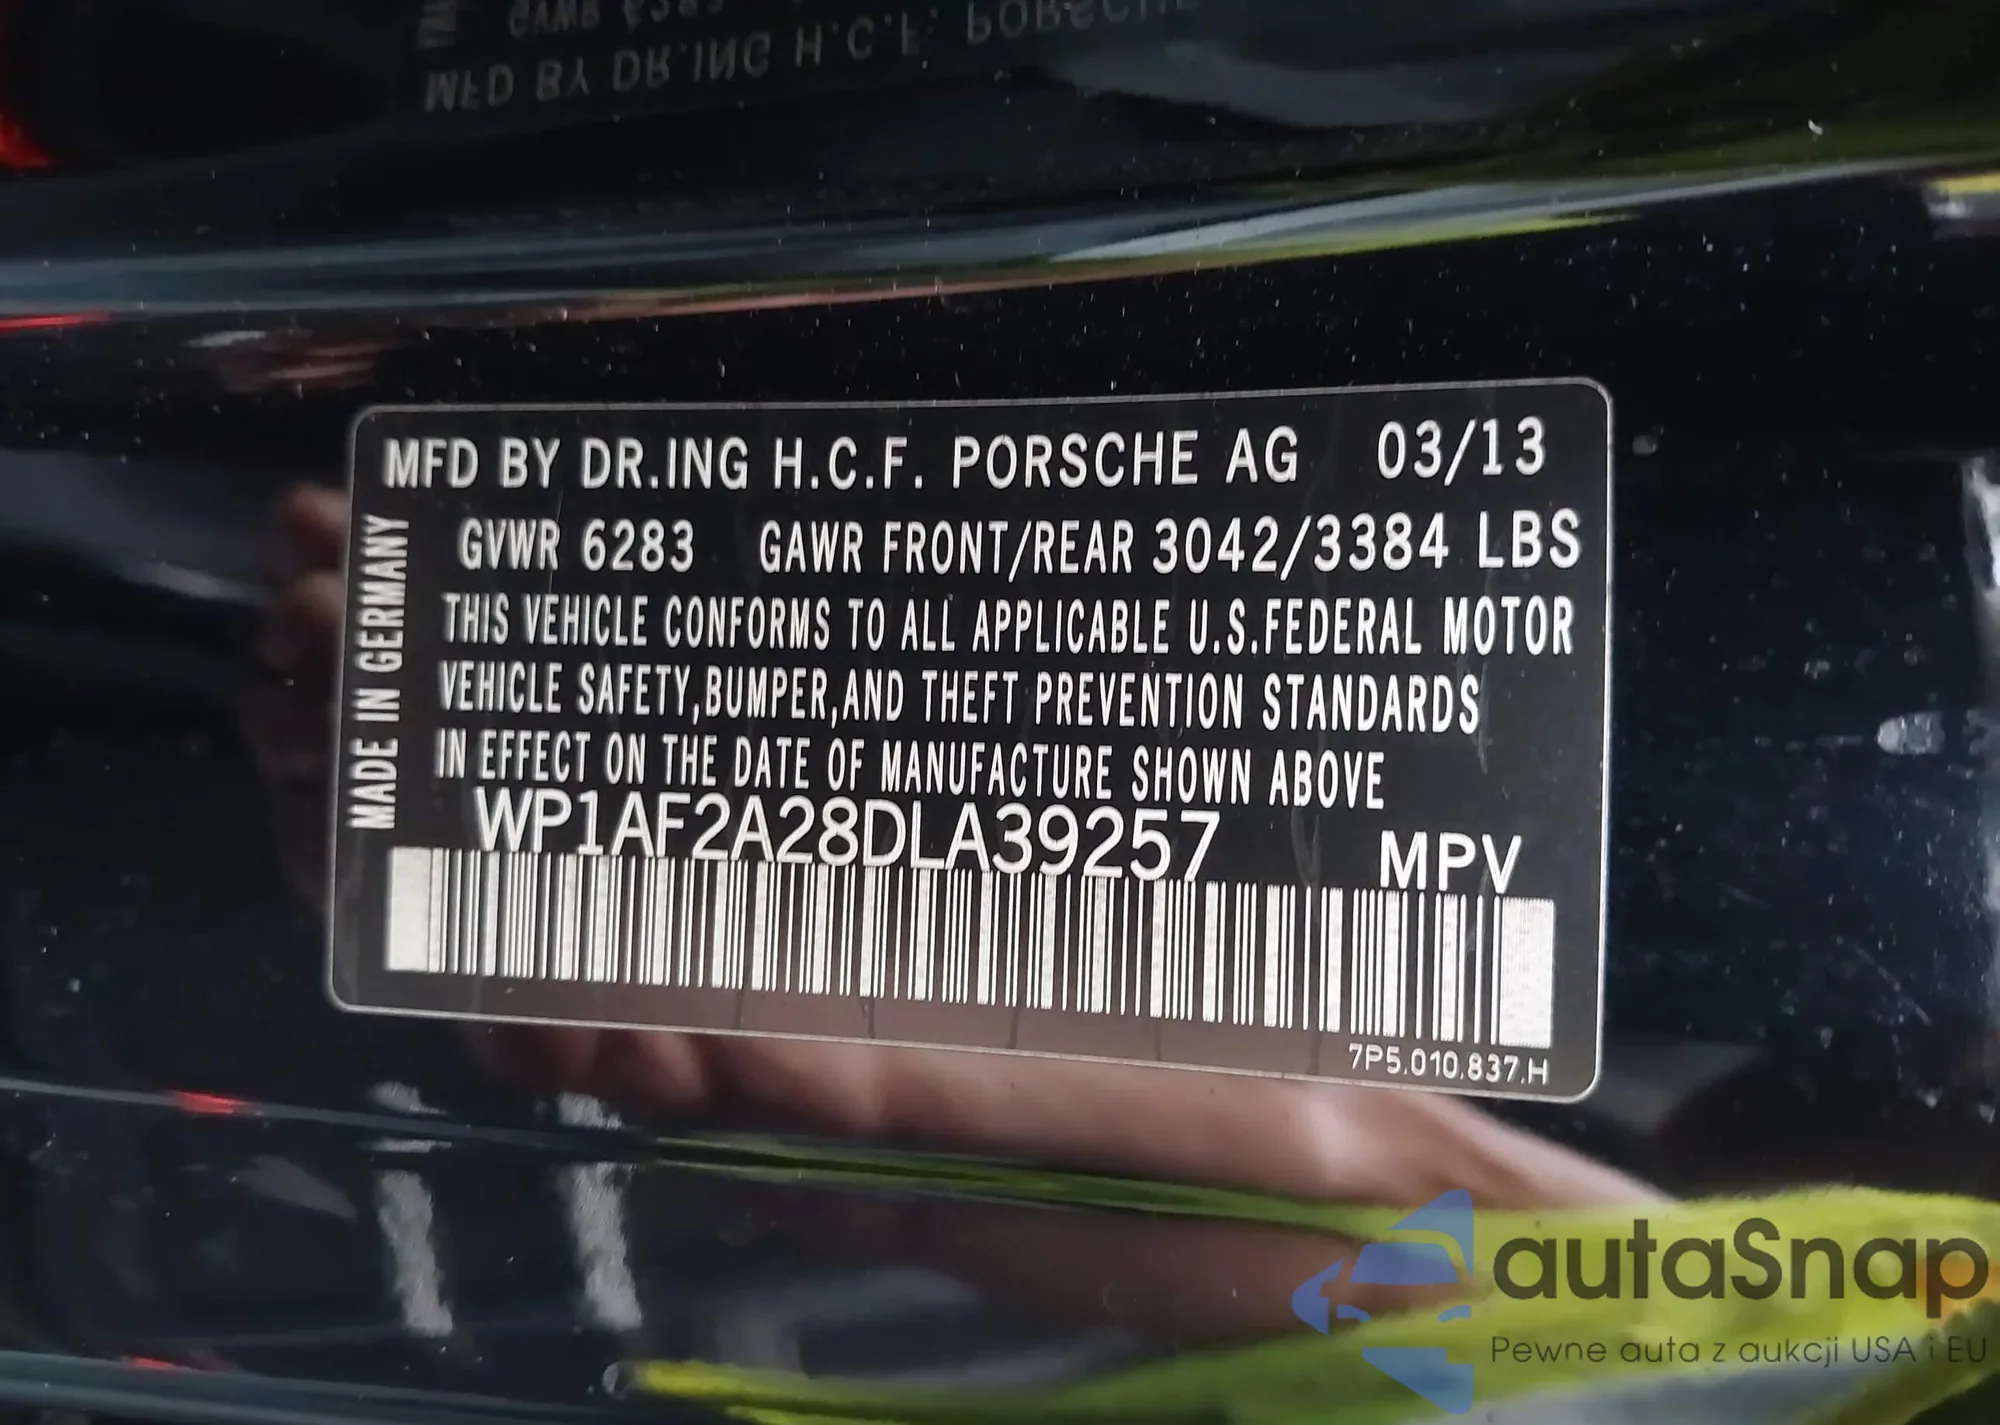 MFD BY DR.ING H.C.F. PORSCHE
MFD BY DR.ING H.C.F. PORSCHE AG 03/13
GVWR 6283 GAWR FRONT/REAR 3042/3384 LBS
THIS VEHICLE CONFORMS TO ALL APPLICABLE U.S.FEDERAL MOTOR
VEHICLE SAFETY,BUMPER,AND THEFT PREVENTION STANDARDS
IN EFFECT ON THE DATE OF MANUFACTURE SHOWN ABOVE
WP1AF2A28DLA39257 MPV
7P5.010.837.H
MADE IN GERMANY
autaSnap
Pewne auta z aukcji USA i EU